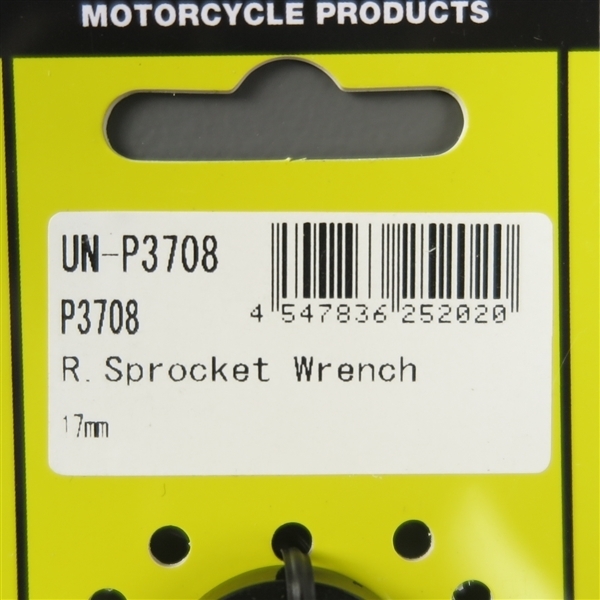 MOTORCYCLE PRODUCTS
UN-P3708
P3708
4 547836 252020
R. Sprocket Wrench
17mm